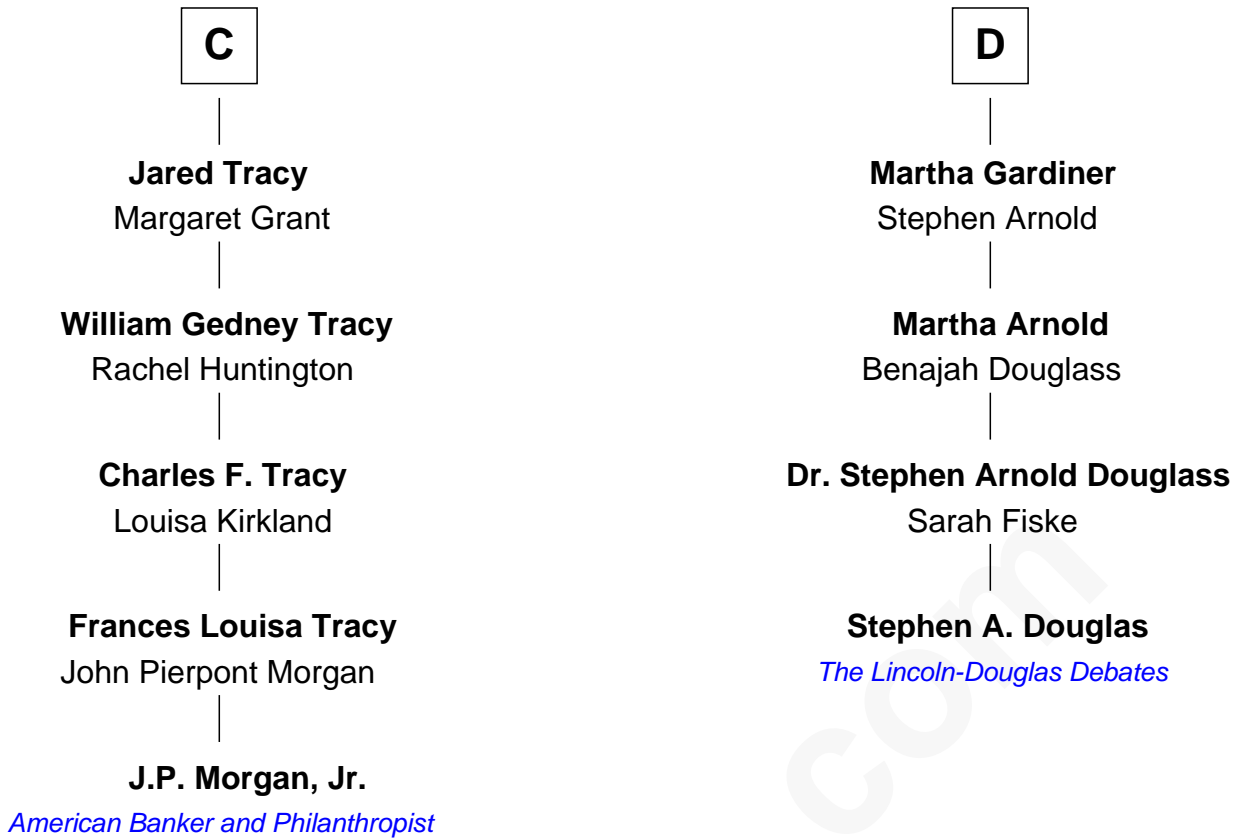 C
Jared Tracy
Margaret Grant
William Gedney Tracy
Rachel Huntington
Charles F. Tracy
Louisa Kirkland
Frances Louisa Tracy
John Pierpont Morgan
J.P. Morgan, Jr.
American Banker and Philanthropist
D
Martha Gardiner
Stephen Arnold
Martha Arnold
Benajah Douglass
Dr. Stephen Arnold Douglass
Sarah Fiske
Stephen A. Douglas
The Lincoln-Douglas Debates
com